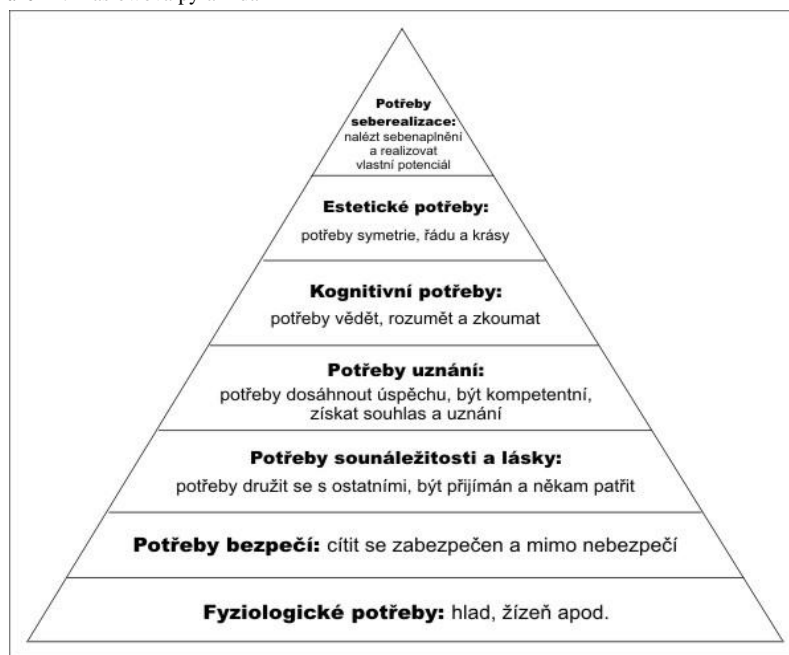 Potřeby
seberealizace:
nalézt sebenaplnění
a realizovat
vlastní potenciál
Estetické potřeby:
potřeby symetrie, řádu a krásy
Kognitivní potřeby:
potřeby vědět, rozumět a zkoumat
Potřeby uznání:
potřeby dosáhnout úspěchu, být kompetentní,
získat souhlas a uznání
Potřeby sounáležitosti a lásky:
potřeby družit se s ostatními, být přijímán a někam patřit
Potřeby bezpečí: cítit se zabezpečen a mimo nebezpečí
Fyziologické potřeby: hlad, žízeň apod.